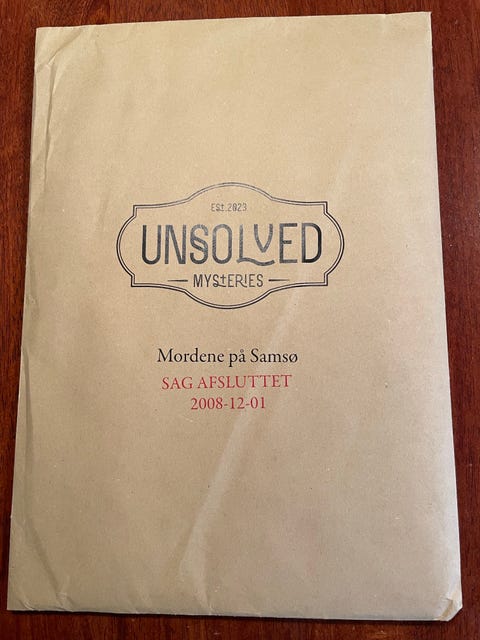 Est.2023
UNSOLVED
MYStERIES
Mordene på Samsø
SAG AFSLUTTET
2008-12-01